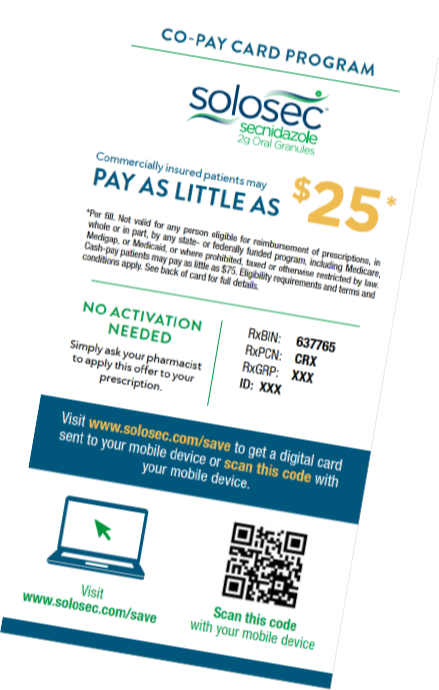 CO-PAY CARD PROGRAM
solosec®
secnidazole
2g Oral Granules
Commercially insured patients may
PAY AS LITTLE AS $25*
*Per fill. Not valid for any person eligible for reimbursement of prescriptions, in
whole or in part, by any state- or federally funded program, including Medicare,
Medigap, or Medicaid, or where prohibited, taxed or otherwise restricted by law.
Cash-pay patients may pay as little as $75. Eligibility requirements and terms and
conditions apply. See back of card for full details.
NO ACTIVATION
NEEDED
Simply ask your pharmacist
to apply this offer to your
prescription.
RxBIN: 637765
RxPCN: CRX
RxGRP: XXX
ID: XXX
Visit www.solosec.com/save to get a digital card
sent to your mobile device or scan this code with
your mobile device.
Visit
www.solosec.com/save
Scan this code
with your mobile device